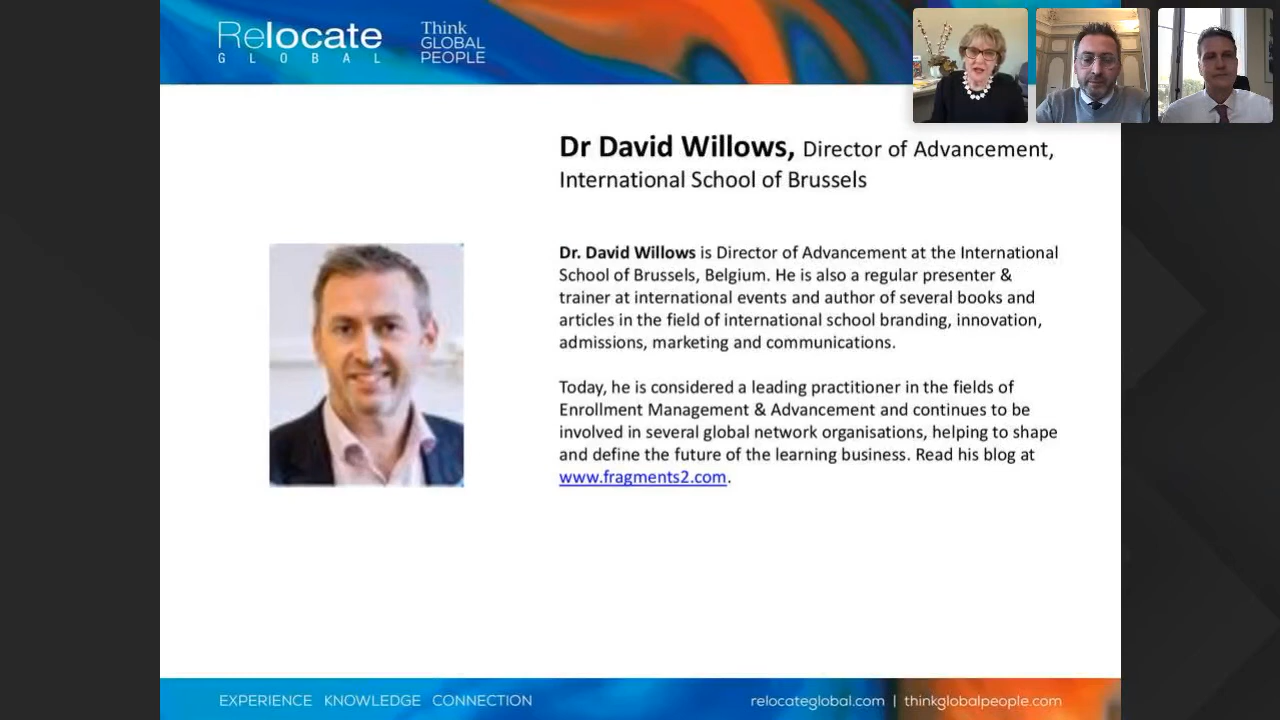 Relocate
GLOBAL
Think
GLOBAL
PEOPLE
Dr David Willows, Director of Advancement,
International School of Brussels
Dr. David Willows is Director of Advancement at the International
School of Brussels, Belgium. He is also a regular presenter &
trainer at international events and author of several books and
articles in the field of international school branding, innovation,
admissions, marketing and communications.
Today, he is considered a leading practitioner in the fields of
Enrollment Management & Advancement and continues to be
involved in several global network organisations, helping to shape
and define the future of the learning business. Read his blog at
www.fragments2.com.
EXPERIENCE KNOWLEDGE CONNECTION
relocateglobal.com | thinkglobalpeople.com